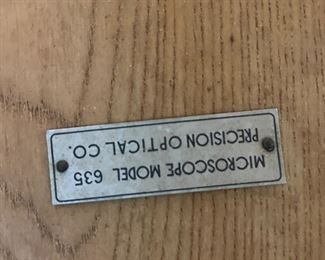 MICROSCOPE MODEL 635
PRECISION OPTICAL CO.